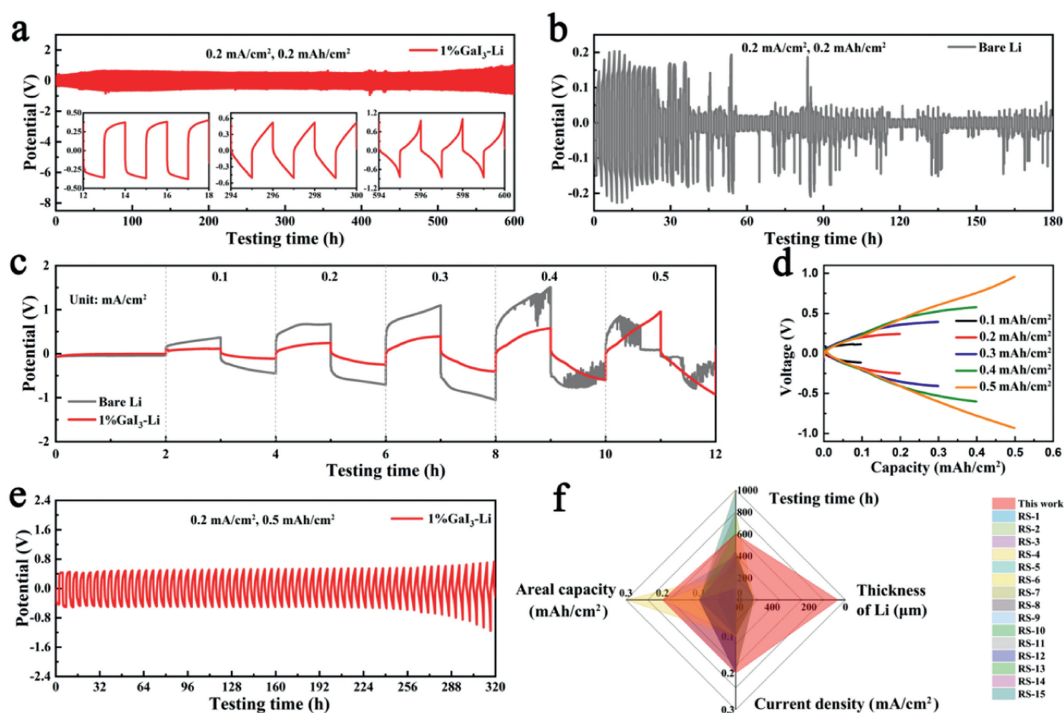 a
0.2 mA/cm², 0.2 mAh/cm²
1%GaI₃-Li
Potential (V)
2
0
-2
-4
-6
-8
0.50
0.25
0.00
-0.25
-0.50
12 14 16 18
0.6
0.3
0.0
-0.3
-0.6
294 296 298 300
1.2
0.6
0.0
-0.6
-1.2
594 596 598 600
0 100 200 300 400 500 600
Testing time (h)
b
0.2 mA/cm², 0.2 mAh/cm²
Bare Li
Potential (V)
0.2
0.1
0.0
-0.1
-0.2
0 30 60 90 120 150 180
Testing time (h)
c
0.1 0.2 0.3 0.4 0.5
Unit: mA/cm²
Potential (V)
2
1
0
-1
-2
Bare Li
1%GaI₃-Li
0 2 4 6 8 10 12
Testing time (h)
d
Voltage (V)
1.0
0.5
0.0
-0.5
-1.0
0.1 mAh/cm²
0.2 mAh/cm²
0.3 mAh/cm²
0.4 mAh/cm²
0.5 mAh/cm²
0.0 0.1 0.2 0.3 0.4 0.5 0.6
Capacity (mAh/cm²)
e
0.2 mA/cm², 0.5 mAh/cm²
1%GaI₃-Li
Potential (V)
2.4
1.6
0.8
0.0
-0.8
-1.6
-2.4
0 32 64 96 128 160 192 224 256 288 320
Testing time (h)
f
Testing time (h)
1000
800
600
400
200
Areal capacity
(mAh/cm²)
0.3 0.2 0.1
Thickness
of Li (μm)
400 200 0
0.1
0.2
0.3
Current density (mA/cm²)
This work
RS-1
RS-2
RS-3
RS-4
RS-5
RS-6
RS-7
RS-8
RS-9
RS-10
RS-11
RS-12
RS-13
RS-14
RS-15